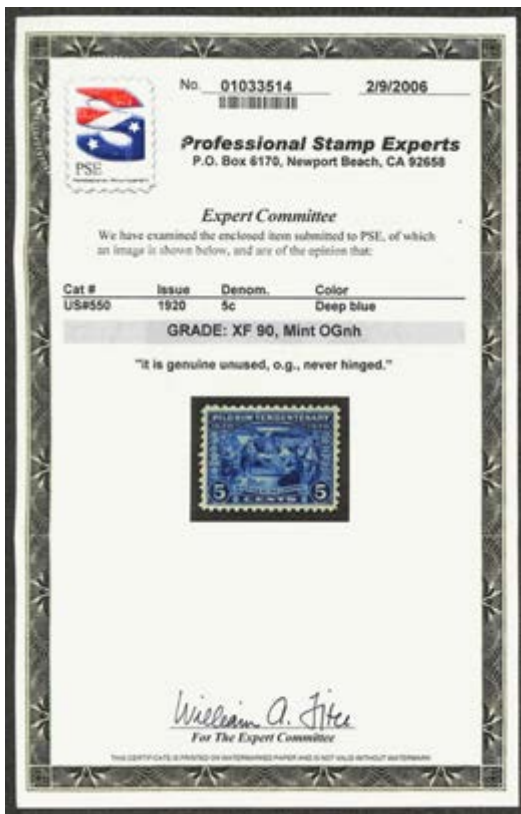 No. 01033514 2/9/2006
PSE
Professional Stamp Experts
P.O. Box 6170, Newport Beach, CA 92658
Expert Committee
We have examined the enclosed item submitted to PSE, of which
an image is shown below, and are of the opinion that:
Cat # Issue Denom. Color
US#550 1920 5c Deep blue
GRADE: XF 90, Mint OGnh
"it is genuine unused, o.g., never hinged."
PILGRIM TERCENTENARY
5 CENTS 5
William A. Litle
For The Expert Committee
THIS CERTIFICATE IS PRINTED ON WATERMARKED PAPER AND IS NOT VALID WITHOUT WATERMARK